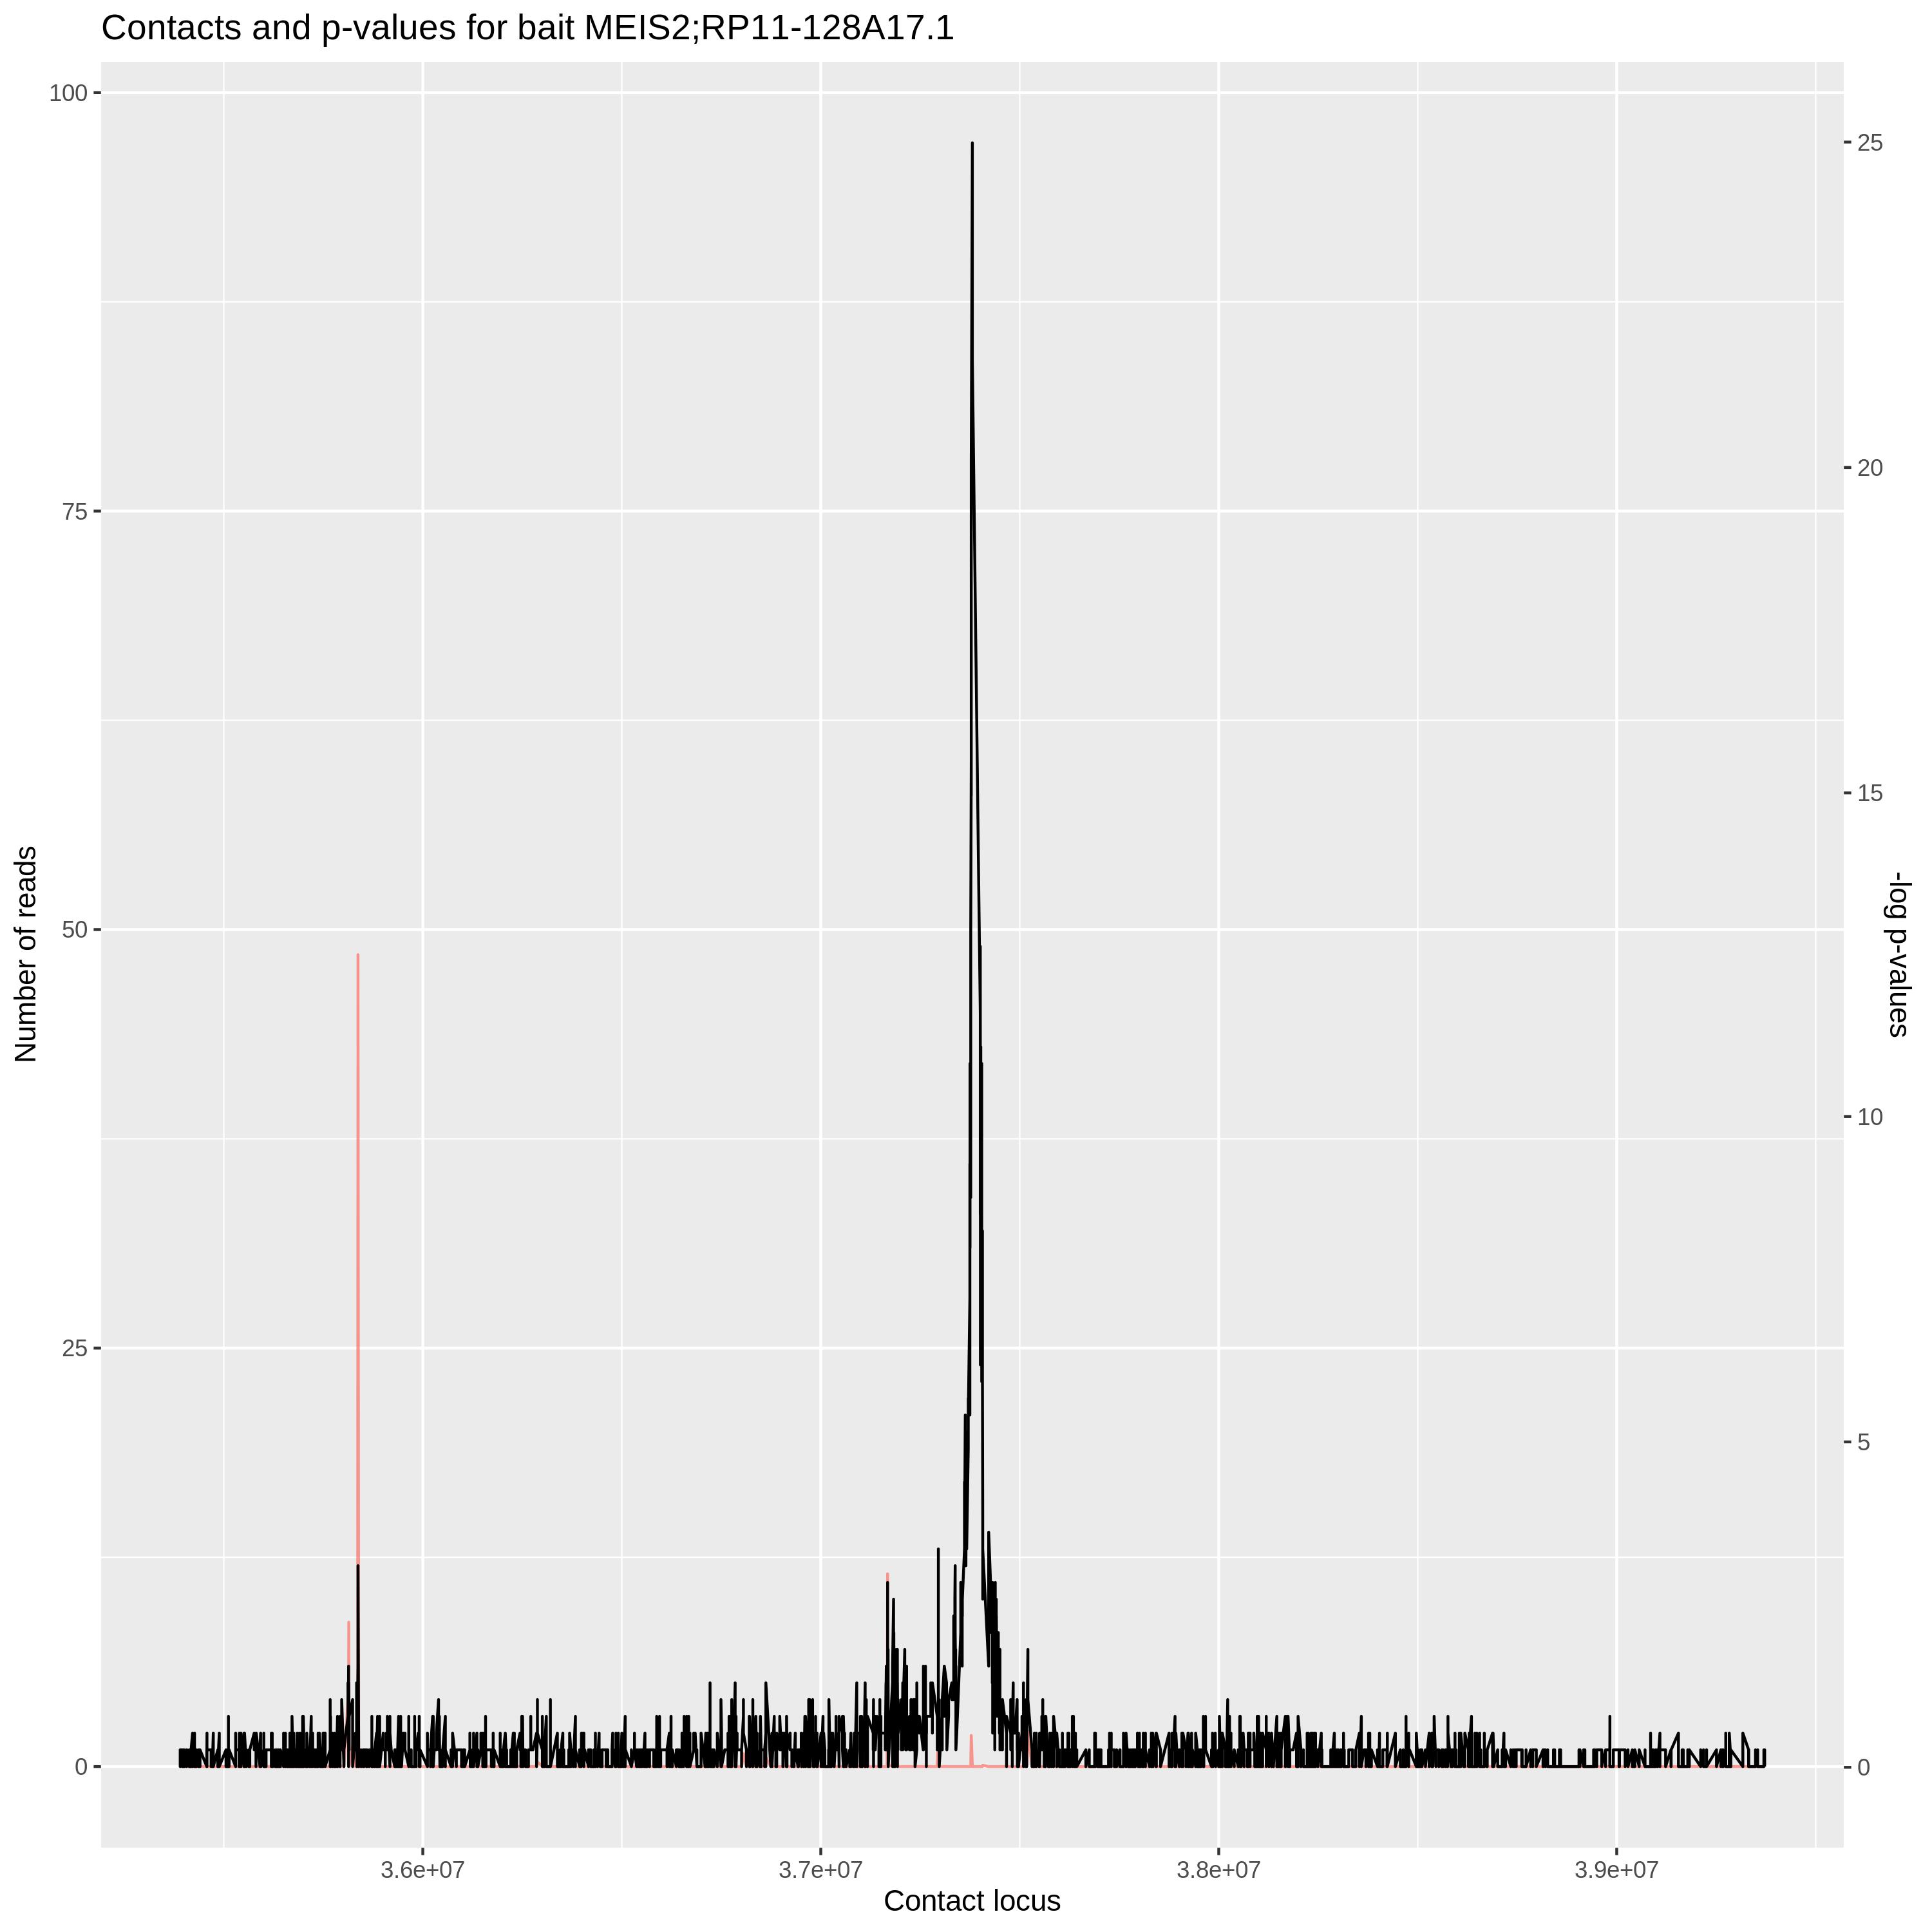 Contacts and p-values for bait MEIS2;RP11-128A17.1
100
75
50
25
0
Number of reads
25
20
15
10
5
0
-log p-values
3.6e+07
3.7e+07
3.8e+07
3.9e+07
Contact locus